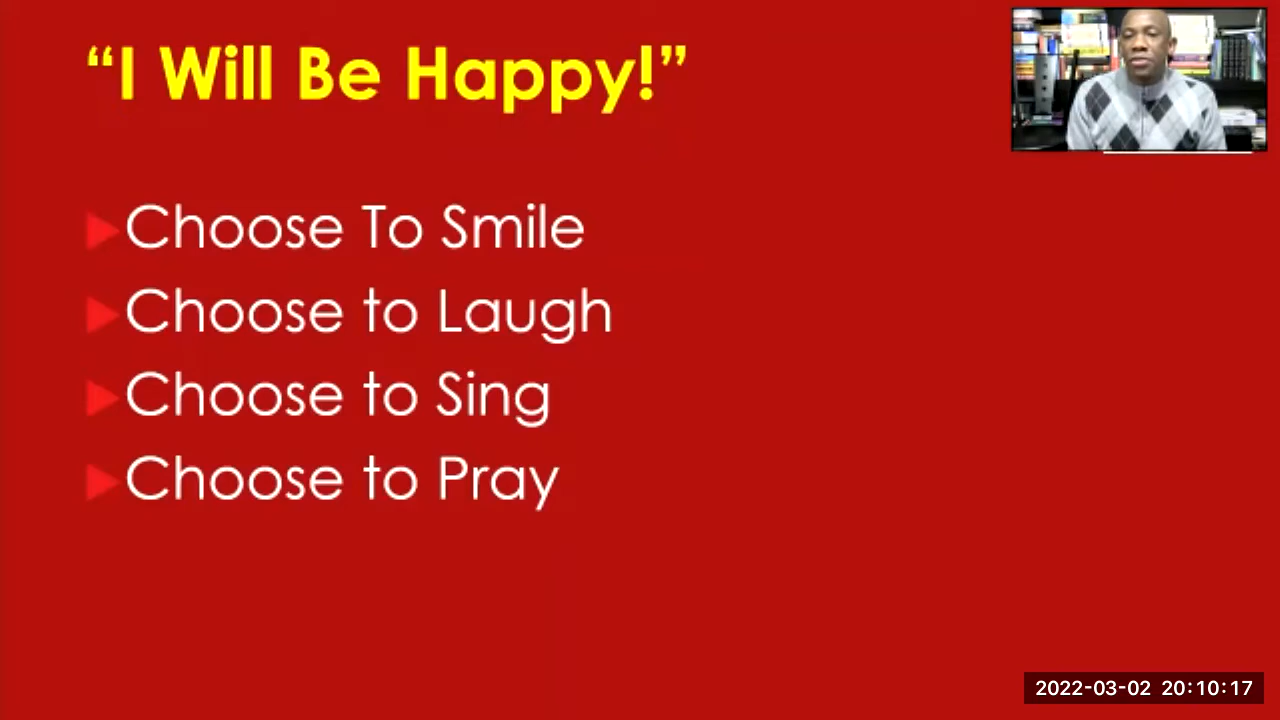 “I Will Be Happy!”
Choose To Smile
Choose to Laugh
Choose to Sing
Choose to Pray
2022-03-02 20:10:17